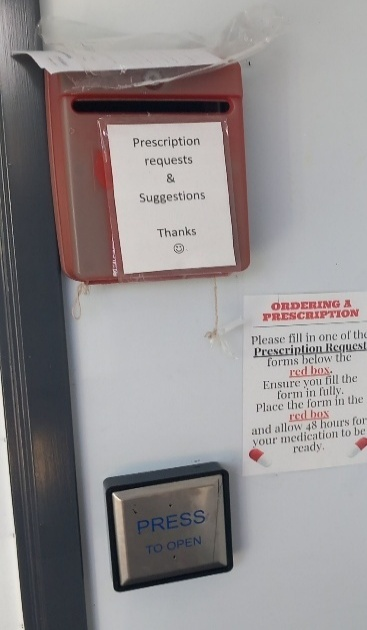 Prescription
requests
&
Suggestions
Thanks
☺
ORDERING A
PRESCRIPTION
Please fill in one of the
Prescription Request
forms below the
red box.
Ensure you fill the
form in fully.
Place the form in the
red box
and allow 48 hours for
your medication to be
ready.
PRESS
TO OPEN